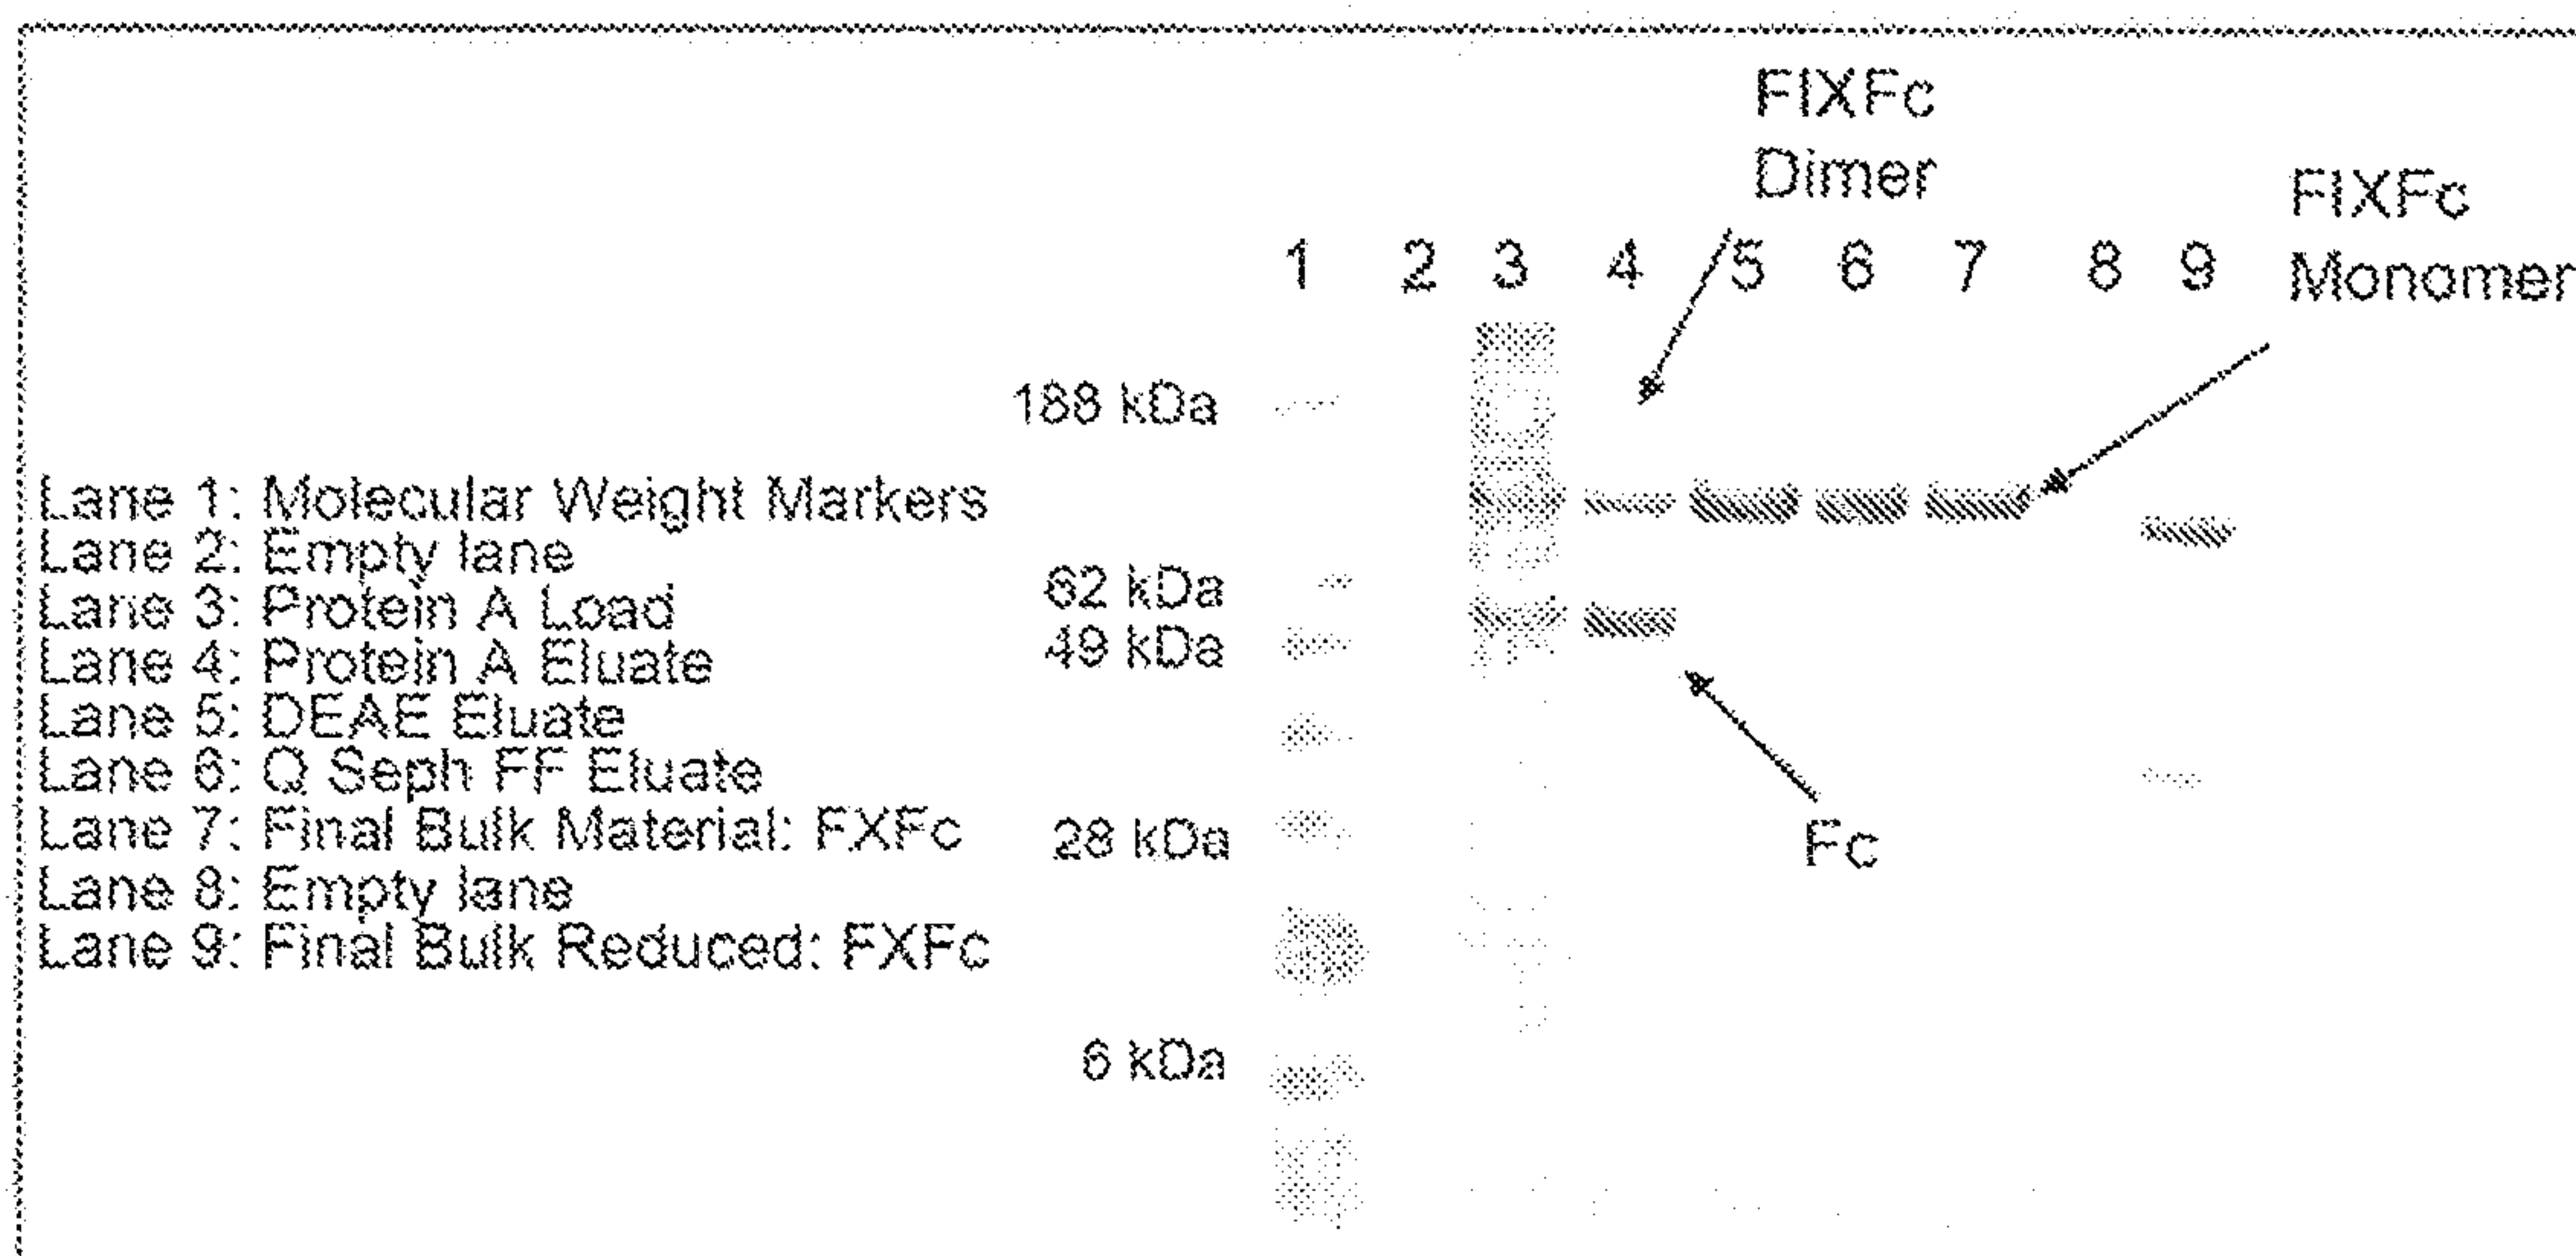 FIXFc
Dimer
FIXFc
Monomer
1 2 3 4 5 6 7 8 9
188 kDa
62 kDa
49 kDa
28 kDa
6 kDa
Lane 1: Molecular Weight Markers
Lane 2: Empty lane
Lane 3: Protein A Load
Lane 4: Protein A Eluate
Lane 5: DEAE Eluate
Lane 6: Q Seph FF Eluate
Lane 7: Final Bulk Material: FXFc
Lane 8: Empty lane
Lane 9: Final Bulk Reduced: FXFc
Fc